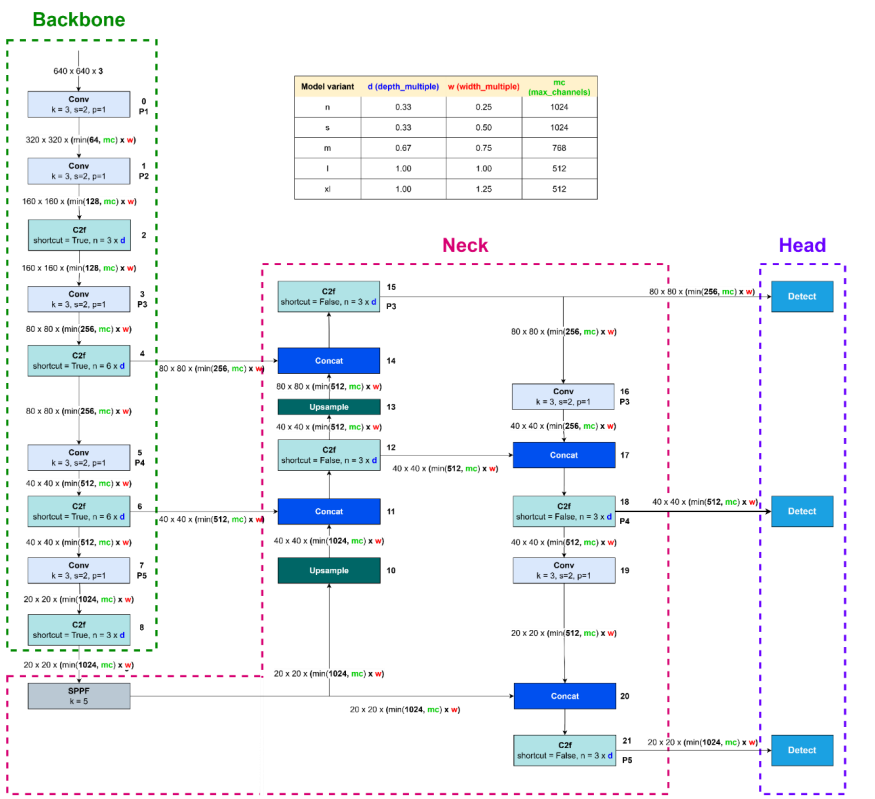 Backbone
640 x 640 x 3
Conv
k = 3, s=2, p=1
0
P1
320 x 320 x (min(64, mc) x w)
Conv
k = 3, s=2, p=1
1
P2
160 x 160 x (min(128, mc) x w)
C2f
shortcut = True, n = 3 x d
2
160 x 160 x (min(128, mc) x w)
Conv
k = 3, s=2, p=1
3
P3
80 x 80 x (min(256, mc) x w)
C2f
shortcut = True, n = 6 x d
4
80 x 80 x (min(256, mc) x w)
80 x 80 x (min(256, mc) x w)
Conv
k = 3, s=2, p=1
5
P4
40 x 40 x (min(512, mc) x w)
C2f
shortcut = True, n = 6 x d
6
40 x 40 x (min(512, mc) x w)
40 x 40 x (min(512, mc) x w)
Conv
k = 3, s=2, p=1
7
P5
20 x 20 x (min(1024, mc) x w)
C2f
shortcut = True, n = 3 x d
8
20 x 20 x (min(1024, mc) x w)
SPPF
k = 5
Model variant d (depth_multiple) w (width_multiple) mc (max_channels)
n 0.33 0.25 1024
s 0.33 0.50 1024
m 0.67 0.75 768
l 1.00 1.00 512
xl 1.00 1.25 512
Neck
C2f
shortcut = False, n = 3 x d
15
P3
80 x 80 x (min(256, mc) x w)
Concat
14
80 x 80 x (min(512, mc) x w)
Upsample
13
40 x 40 x (min(512, mc) x w)
C2f
shortcut = False, n = 3 x d
12
40 x 40 x (min(512, mc) x w)
Concat
11
40 x 40 x (min(1024, mc) x w)
Upsample
10
20 x 20 x (min(1024, mc) x w)
20 x 20 x (min(1024, mc) x w)
80 x 80 x (min(256, mc) x w)
Conv
k = 3, s=2, p=1
16
P3
40 x 40 x (min(256, mc) x w)
Concat
17
C2f
shortcut = False, n = 3 x d
18
P4
40 x 40 x (min(512, mc) x w)
40 x 40 x (min(512, mc) x w)
Conv
k = 3, s=2, p=1
19
20 x 20 x (min(512, mc) x w)
Concat
20
C2f
shortcut = False, n = 3 x d
21
P5
20 x 20 x (min(1024, mc) x w)
Head
Detect
Detect
Detect